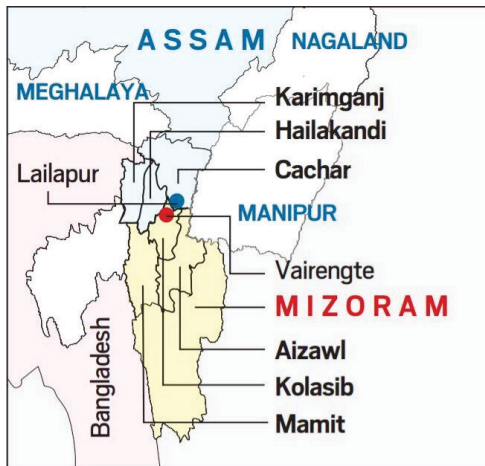 ASSAM
NAGALAND
MEGHALAYA
Karimganj
Hailakandi
Lailapur
Cachar
MANIPUR
Vairengte
MIZORAM
Bangladesh
Aizawl
Kolasib
Mamit